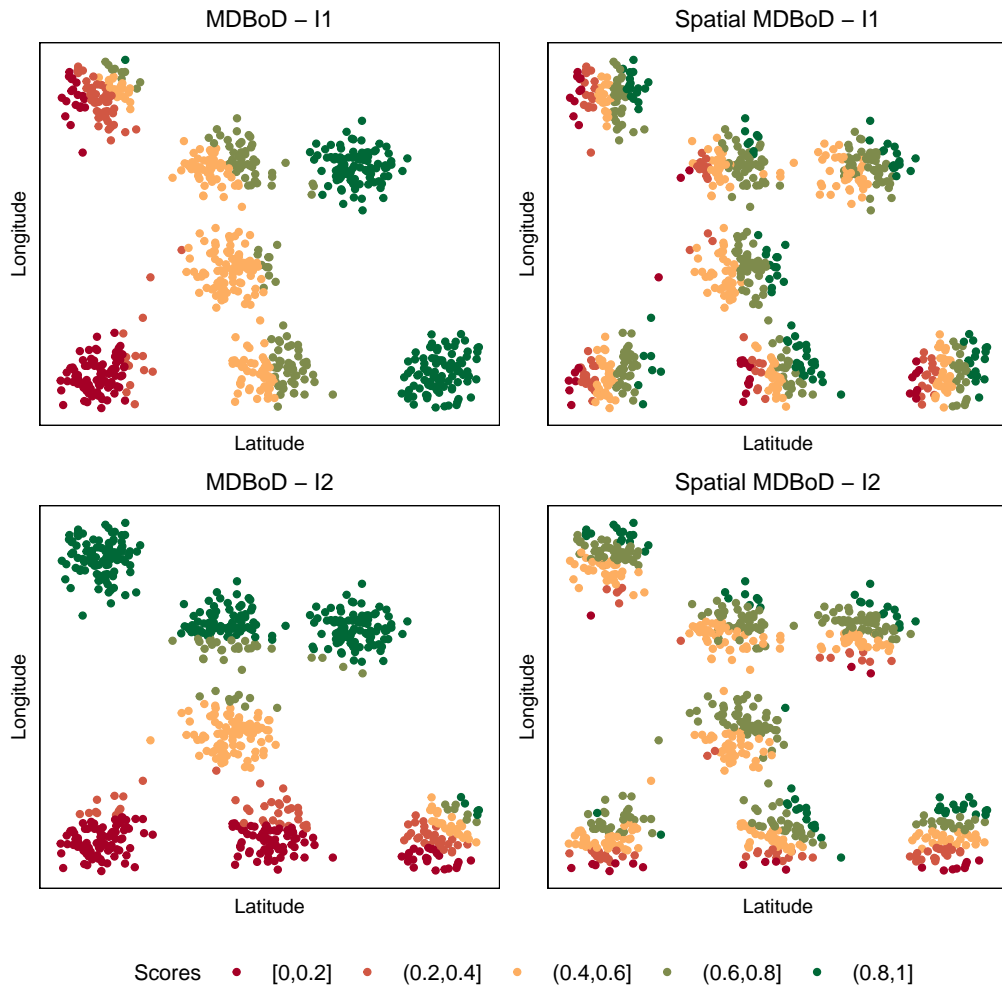 MDBoD – I1
Spatial MDBoD – I1
Longitude
Longitude
Latitude
Latitude
MDBoD – I2
Spatial MDBoD – I2
Longitude
Longitude
Latitude
Latitude
Scores [0,0.2] (0.2,0.4] (0.4,0.6] (0.6,0.8] (0.8,1]